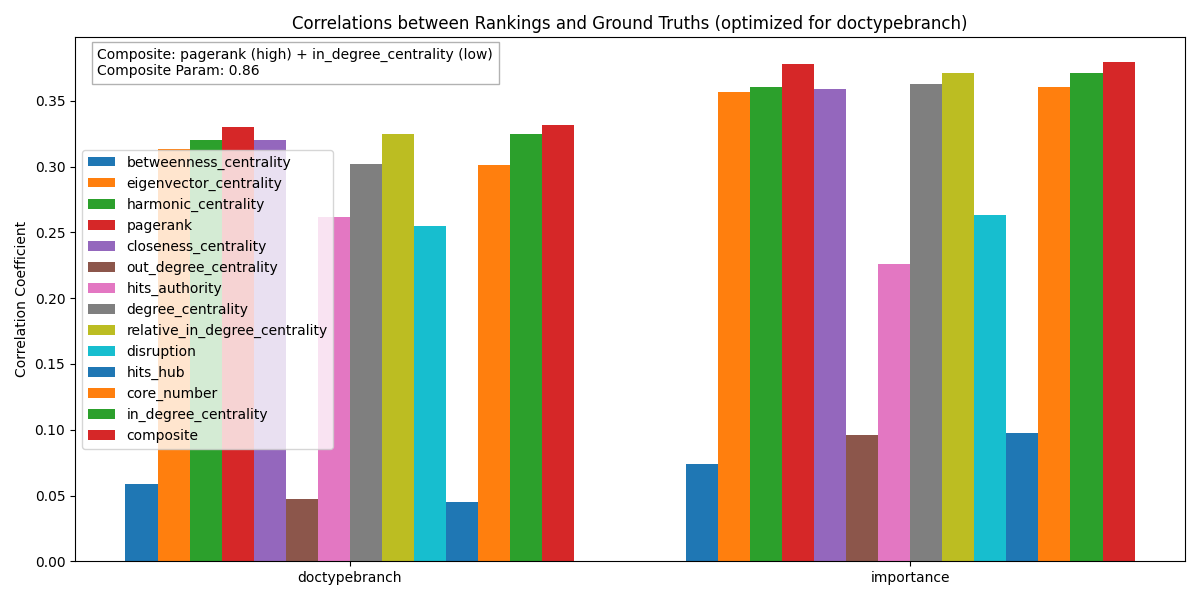 Correlations between Rankings and Ground Truths (optimized for doctypebranch)
Composite: pagerank (high) + in_degree_centrality (low)
Composite Param: 0.86
Correlation Coefficient
0.35
0.30
0.25
0.20
0.15
0.10
0.05
0.00
betweenness_centrality
eigenvector_centrality
harmonic_centrality
pagerank
closeness_centrality
out_degree_centrality
hits_authority
degree_centrality
relative_in_degree_centrality
disruption
hits_hub
core_number
in_degree_centrality
composite
doctypebranch
importance